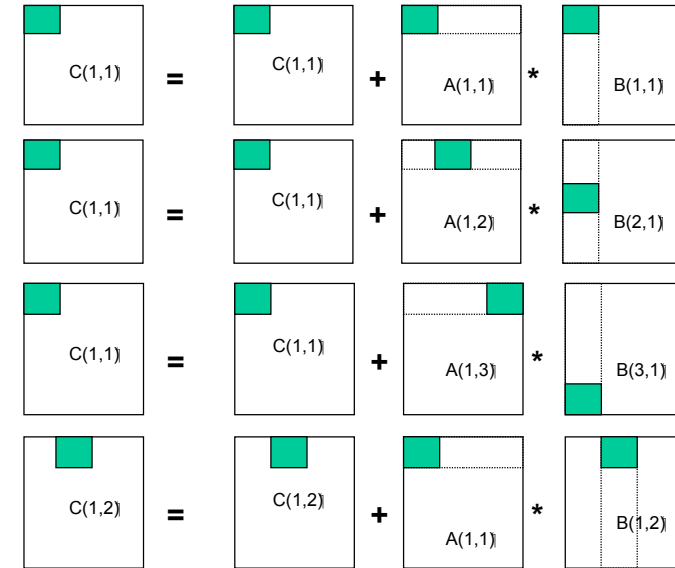 C(1,1) = C(1,1) + A(1,1) * B(1,1)
C(1,1) = C(1,1) + A(1,2) * B(2,1)
C(1,1) = C(1,1) + A(1,3) * B(3,1)
C(1,2) = C(1,2) + A(1,1) * B(1,2)